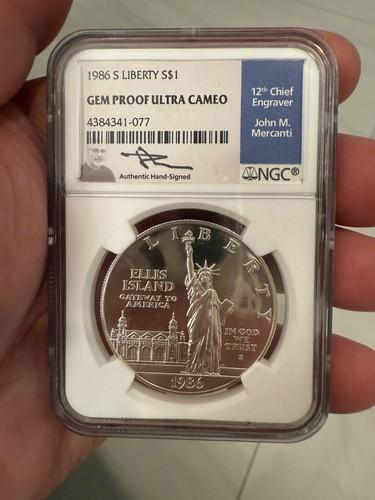 1986 S LIBERTY S$1
GEM PROOF ULTRA CAMEO
4384341-077
Authentic Hand-Signed
12th Chief
Engraver
John M.
Mercanti
NGC®
LIBERTY
ELLIS
ISLAND
GATEWAY TO
AMERICA
IN GOD
WE
TRUST
S
1986